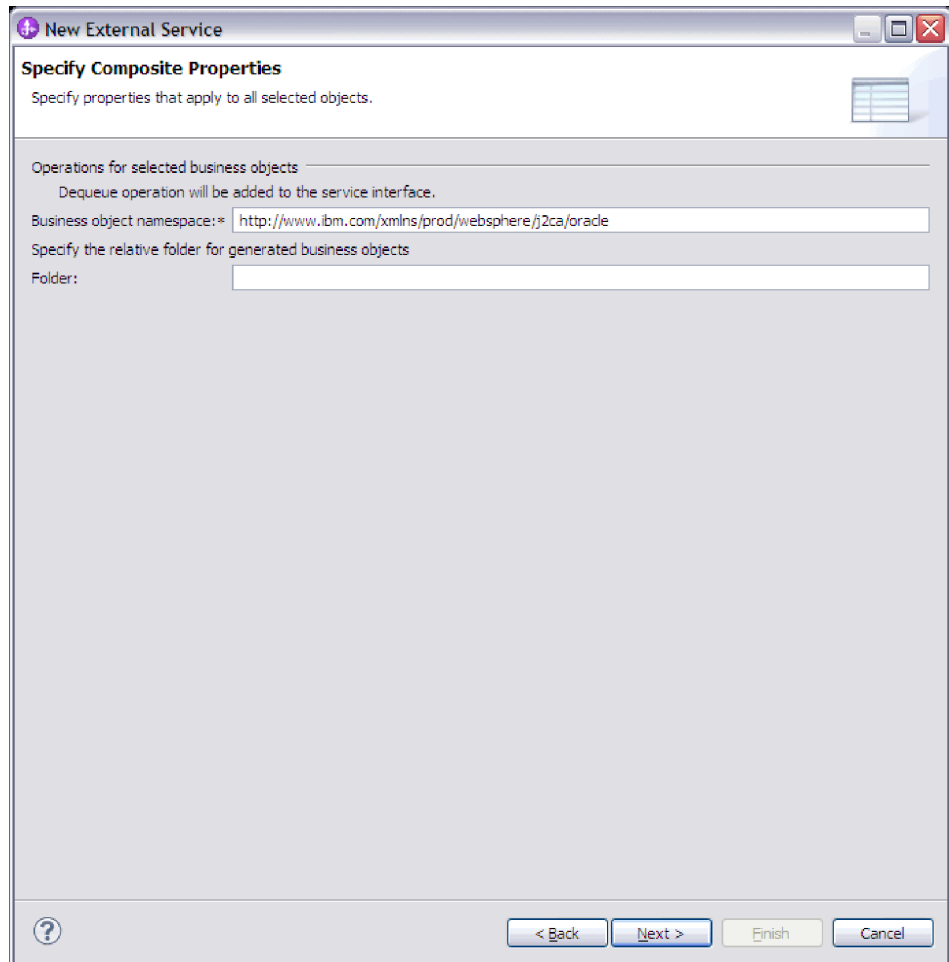 New External Service
Specify Composite Properties
Specify properties that apply to all selected objects.
Operations for selected business objects
Dequeue operation will be added to the service interface.
Business object namespace:* http://www.ibm.com/xmlns/prod/websphere/j2ca/oracle
Specify the relative folder for generated business objects
Folder:
? < Back Next > Finish Cancel